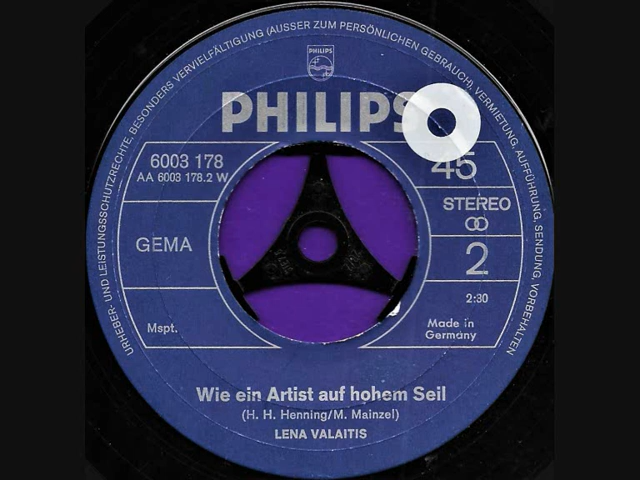 URHEBER- UND LEISTUNGSSCHUTZRECHTE, BESONDERS VERVIELFÄLTIGUNG (AUSSER ZUM PERSÖNLICHEN GEBRAUCH), VERMIETUNG, AUFFÜHRUNG, SENDUNG, VORBEHALTEN
PHILIPS
PHILIPS
6003 178
AA 6003 178.2 W
45
STEREO
GEMA
2
2:30
Mspt.
Made in
Germany
Wie ein Artist auf hohem Seil
(H. H. Henning/M. Mainzel)
LENA VALAITIS